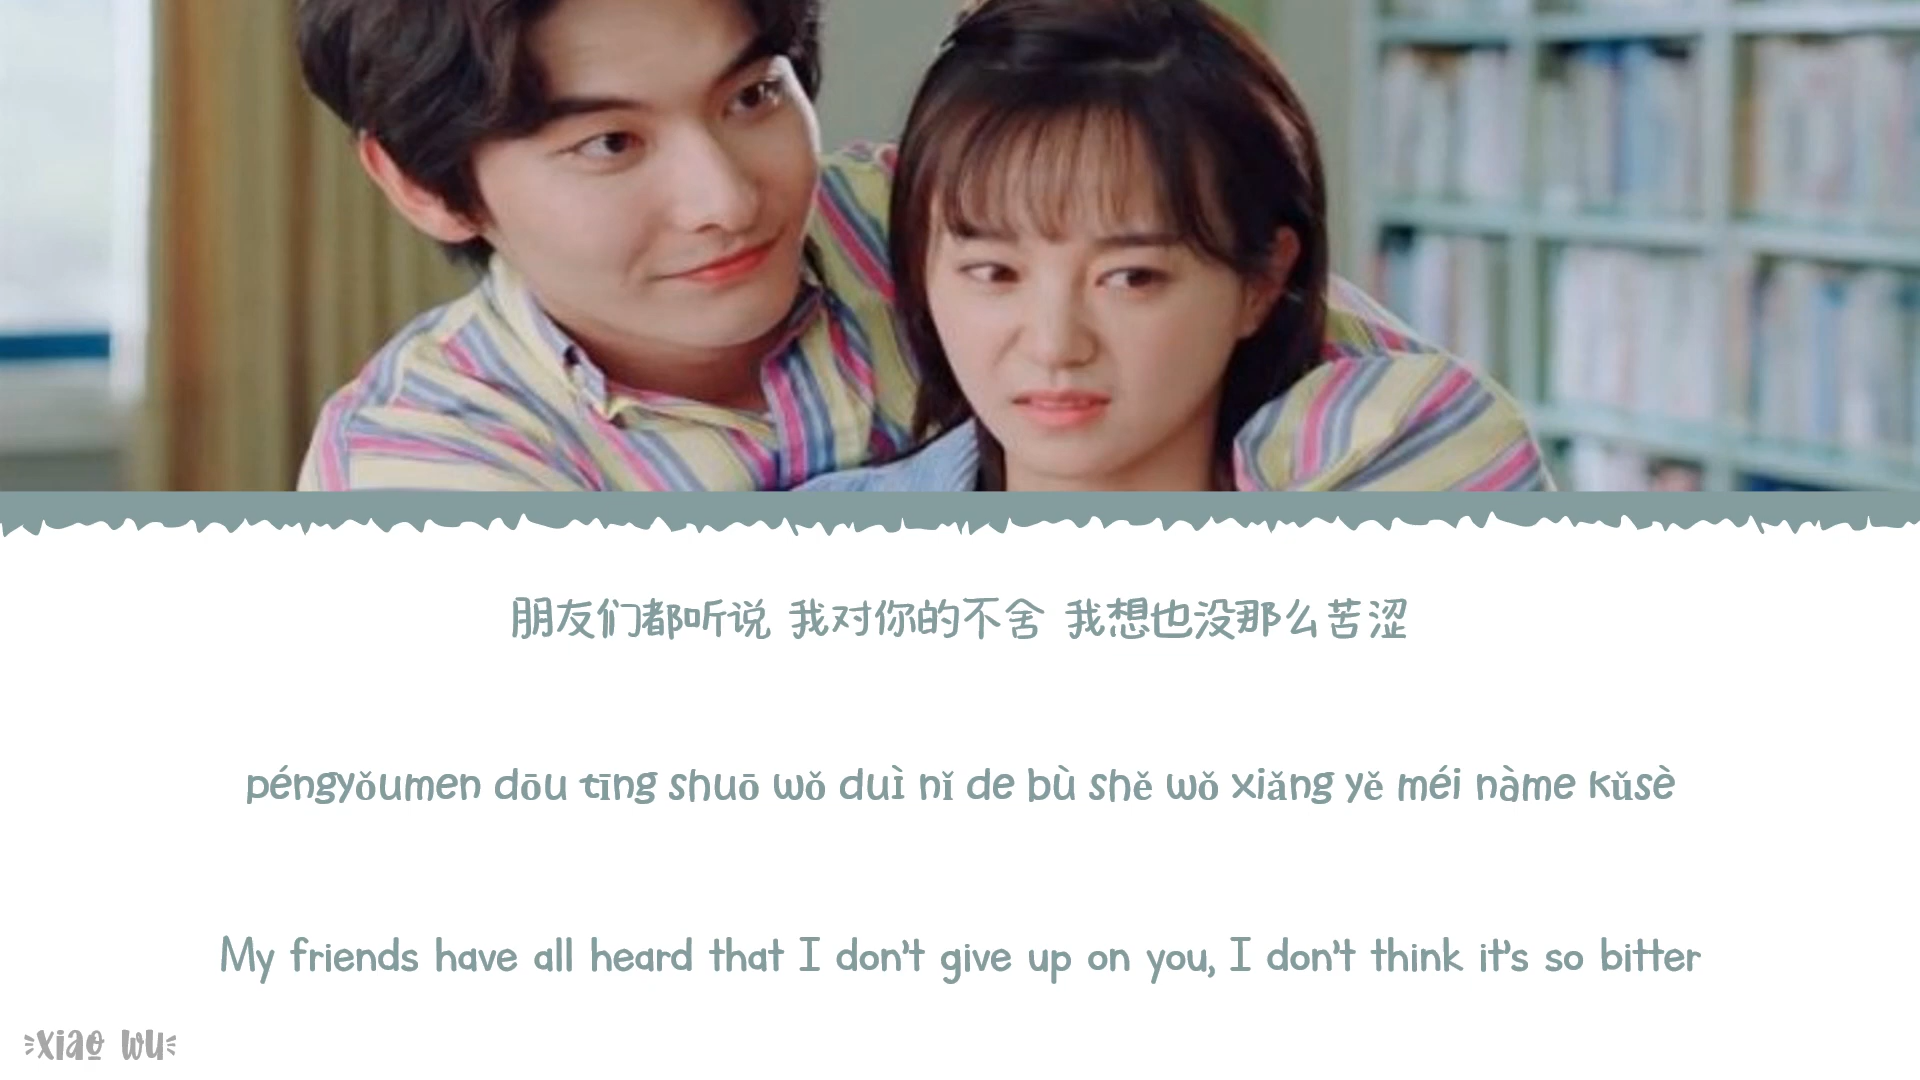 朋友们都听说 我对你的不舍 我想也没那么苦涩
péngyǒumen dōu tīng shuō wǒ duì nǐ de bù shě wǒ xiǎng yě méi nàme kǔsè
My friends have all heard that I don't give up on you, I don't think it's so bitter
xiao wu